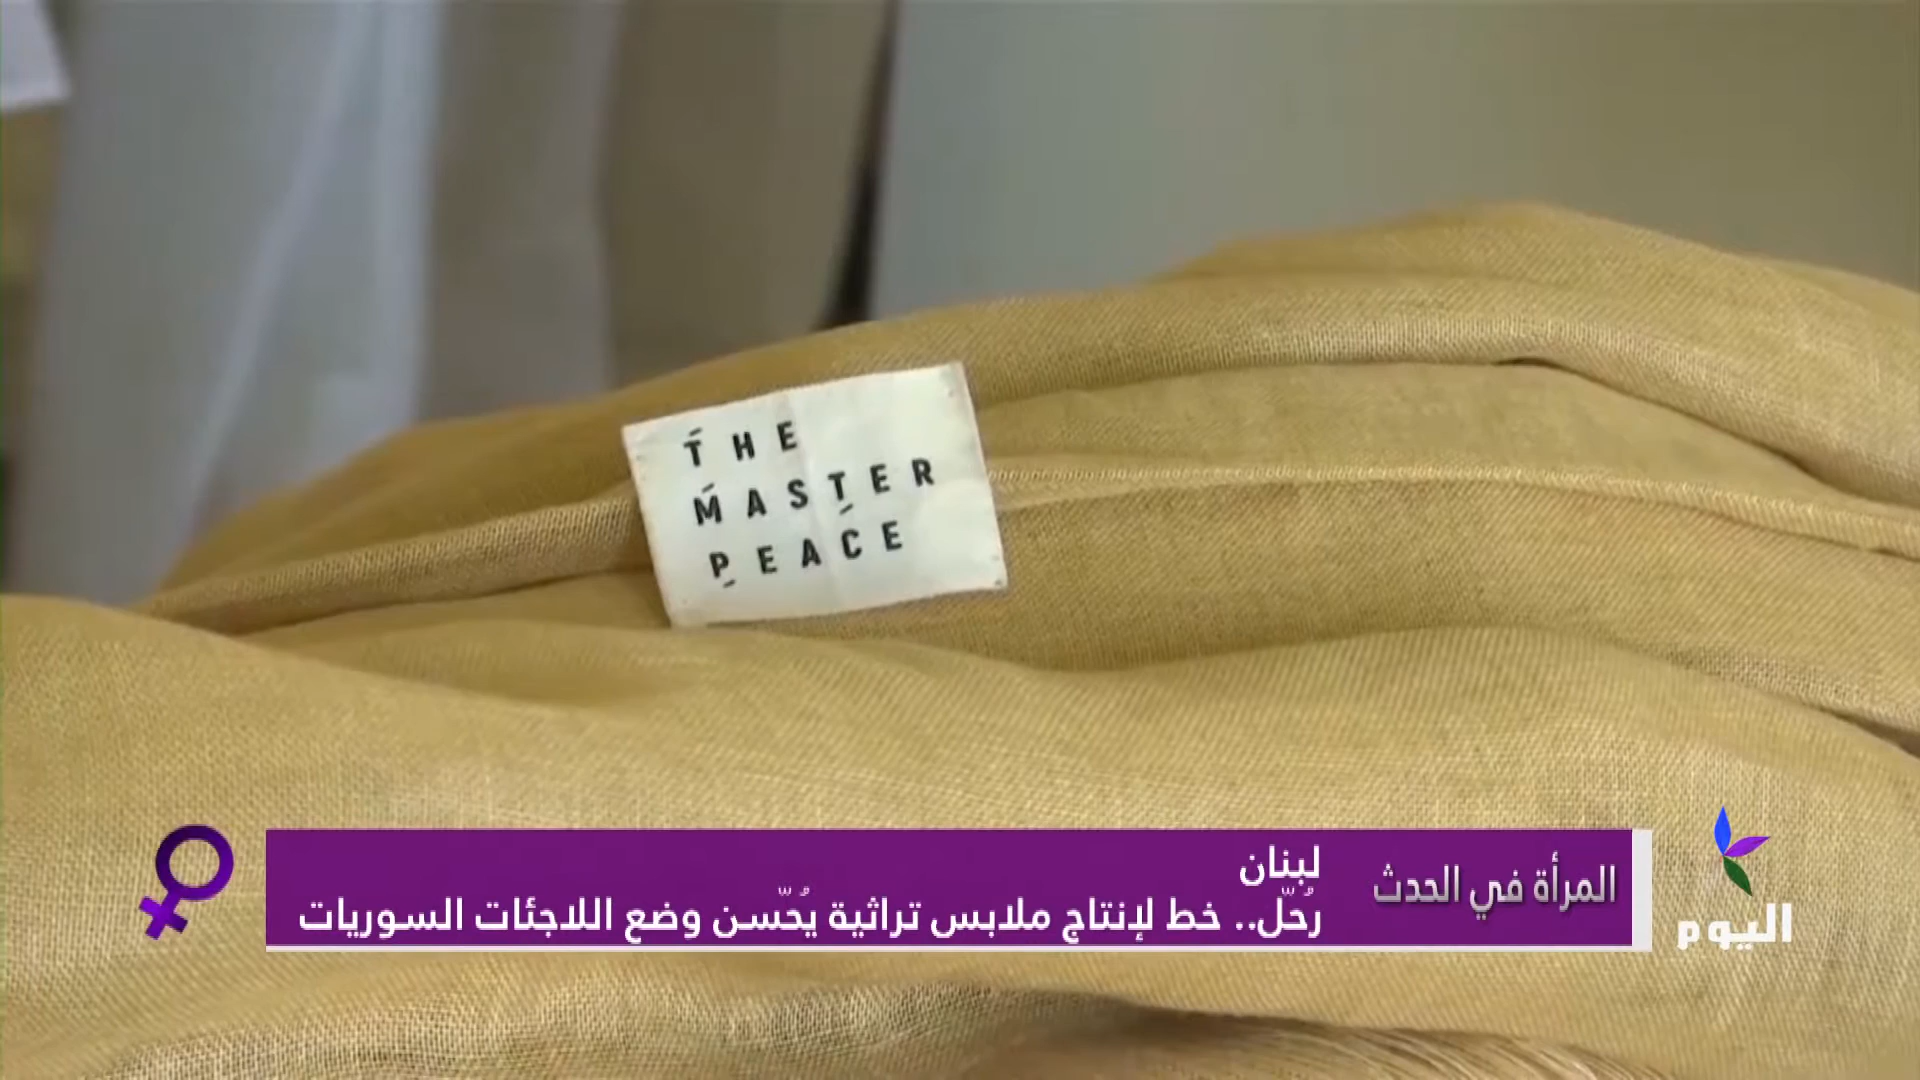 THE
MASTER
PEACE
المرأة في الحدث
لبنان
رُحّل.. خط لإنتاج ملابس تراثية يُحّسن وضع اللاجئات السوريات
اليوم